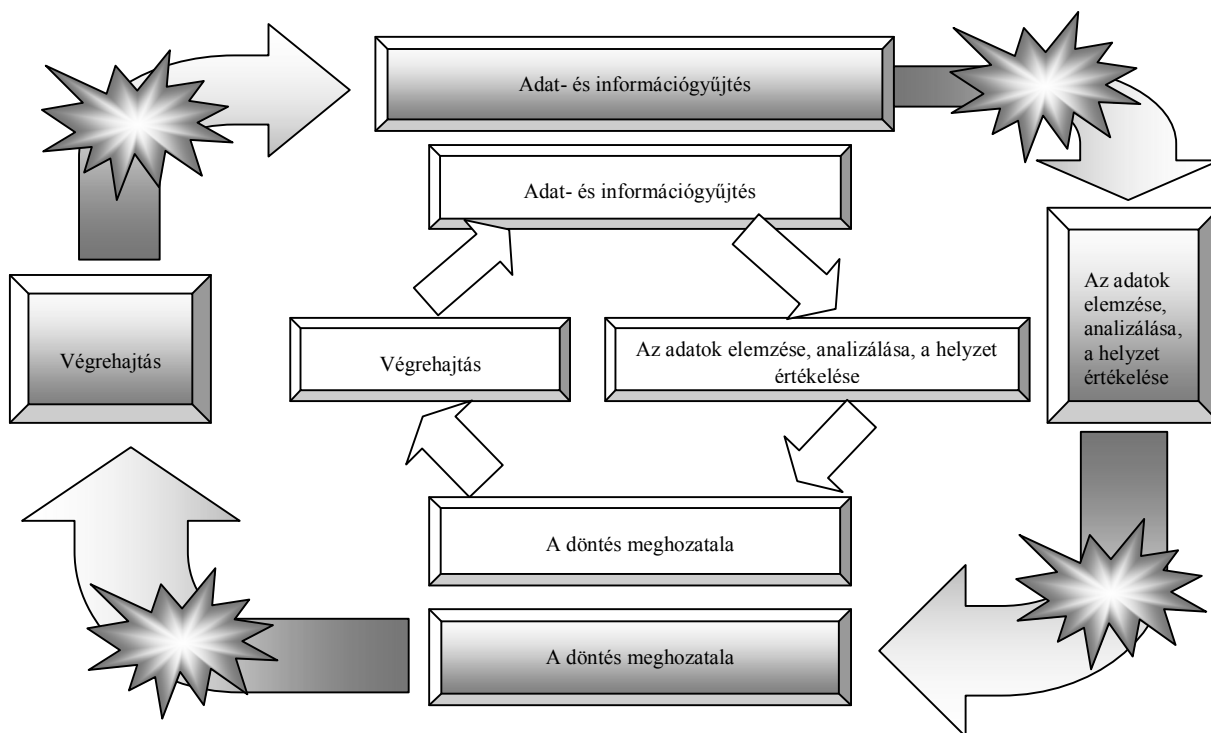 Adat- és információgyűjtés
Adat- és információgyűjtés
Az adatok
elemzése,
analizálása,
a helyzet
értékelése
Végrehajtás
Végrehajtás
Az adatok elemzése, analizálása, a helyzet
értékelése
A döntés meghozatala
A döntés meghozatala